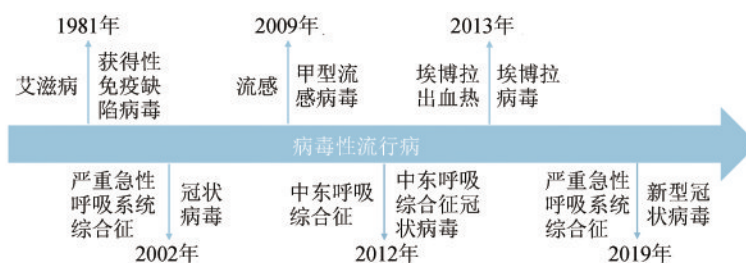 1981年
2009年
2013年
艾滋病
获得性
免疫缺
陷病毒
流感
甲型流
感病毒
埃博拉
出血热
埃博拉
病毒
病毒性流行病
严重急性
呼吸系统
综合征
冠状
病毒
中东呼吸
综合征
中东呼吸
综合征冠
状病毒
严重急性
呼吸系统
综合征
新型冠
状病毒
2002年
2012年
2019年